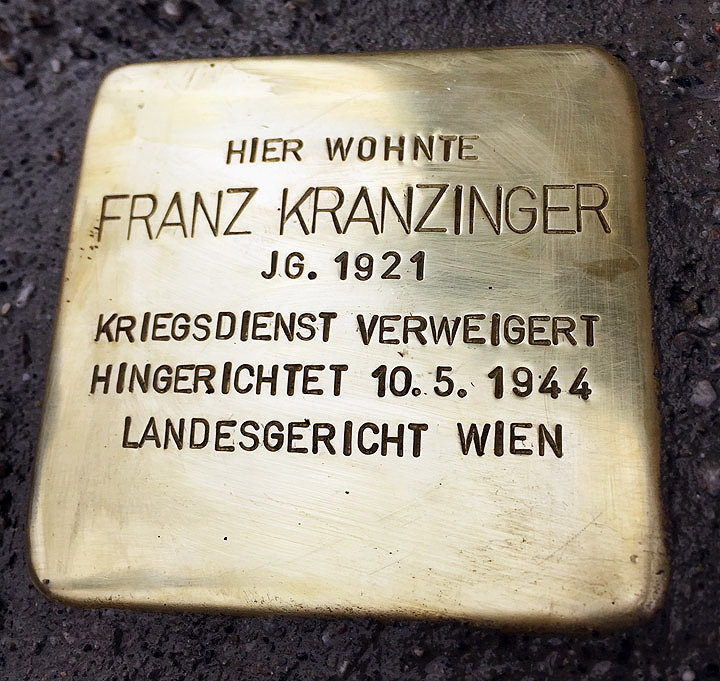 HIER WOHNTE
FRANZ KRANZINGER
JG. 1921
KRIEGSDIENST VERWEIGERT
HINGERICHTET 10.5. 1944
LANDESGERICHT WIEN